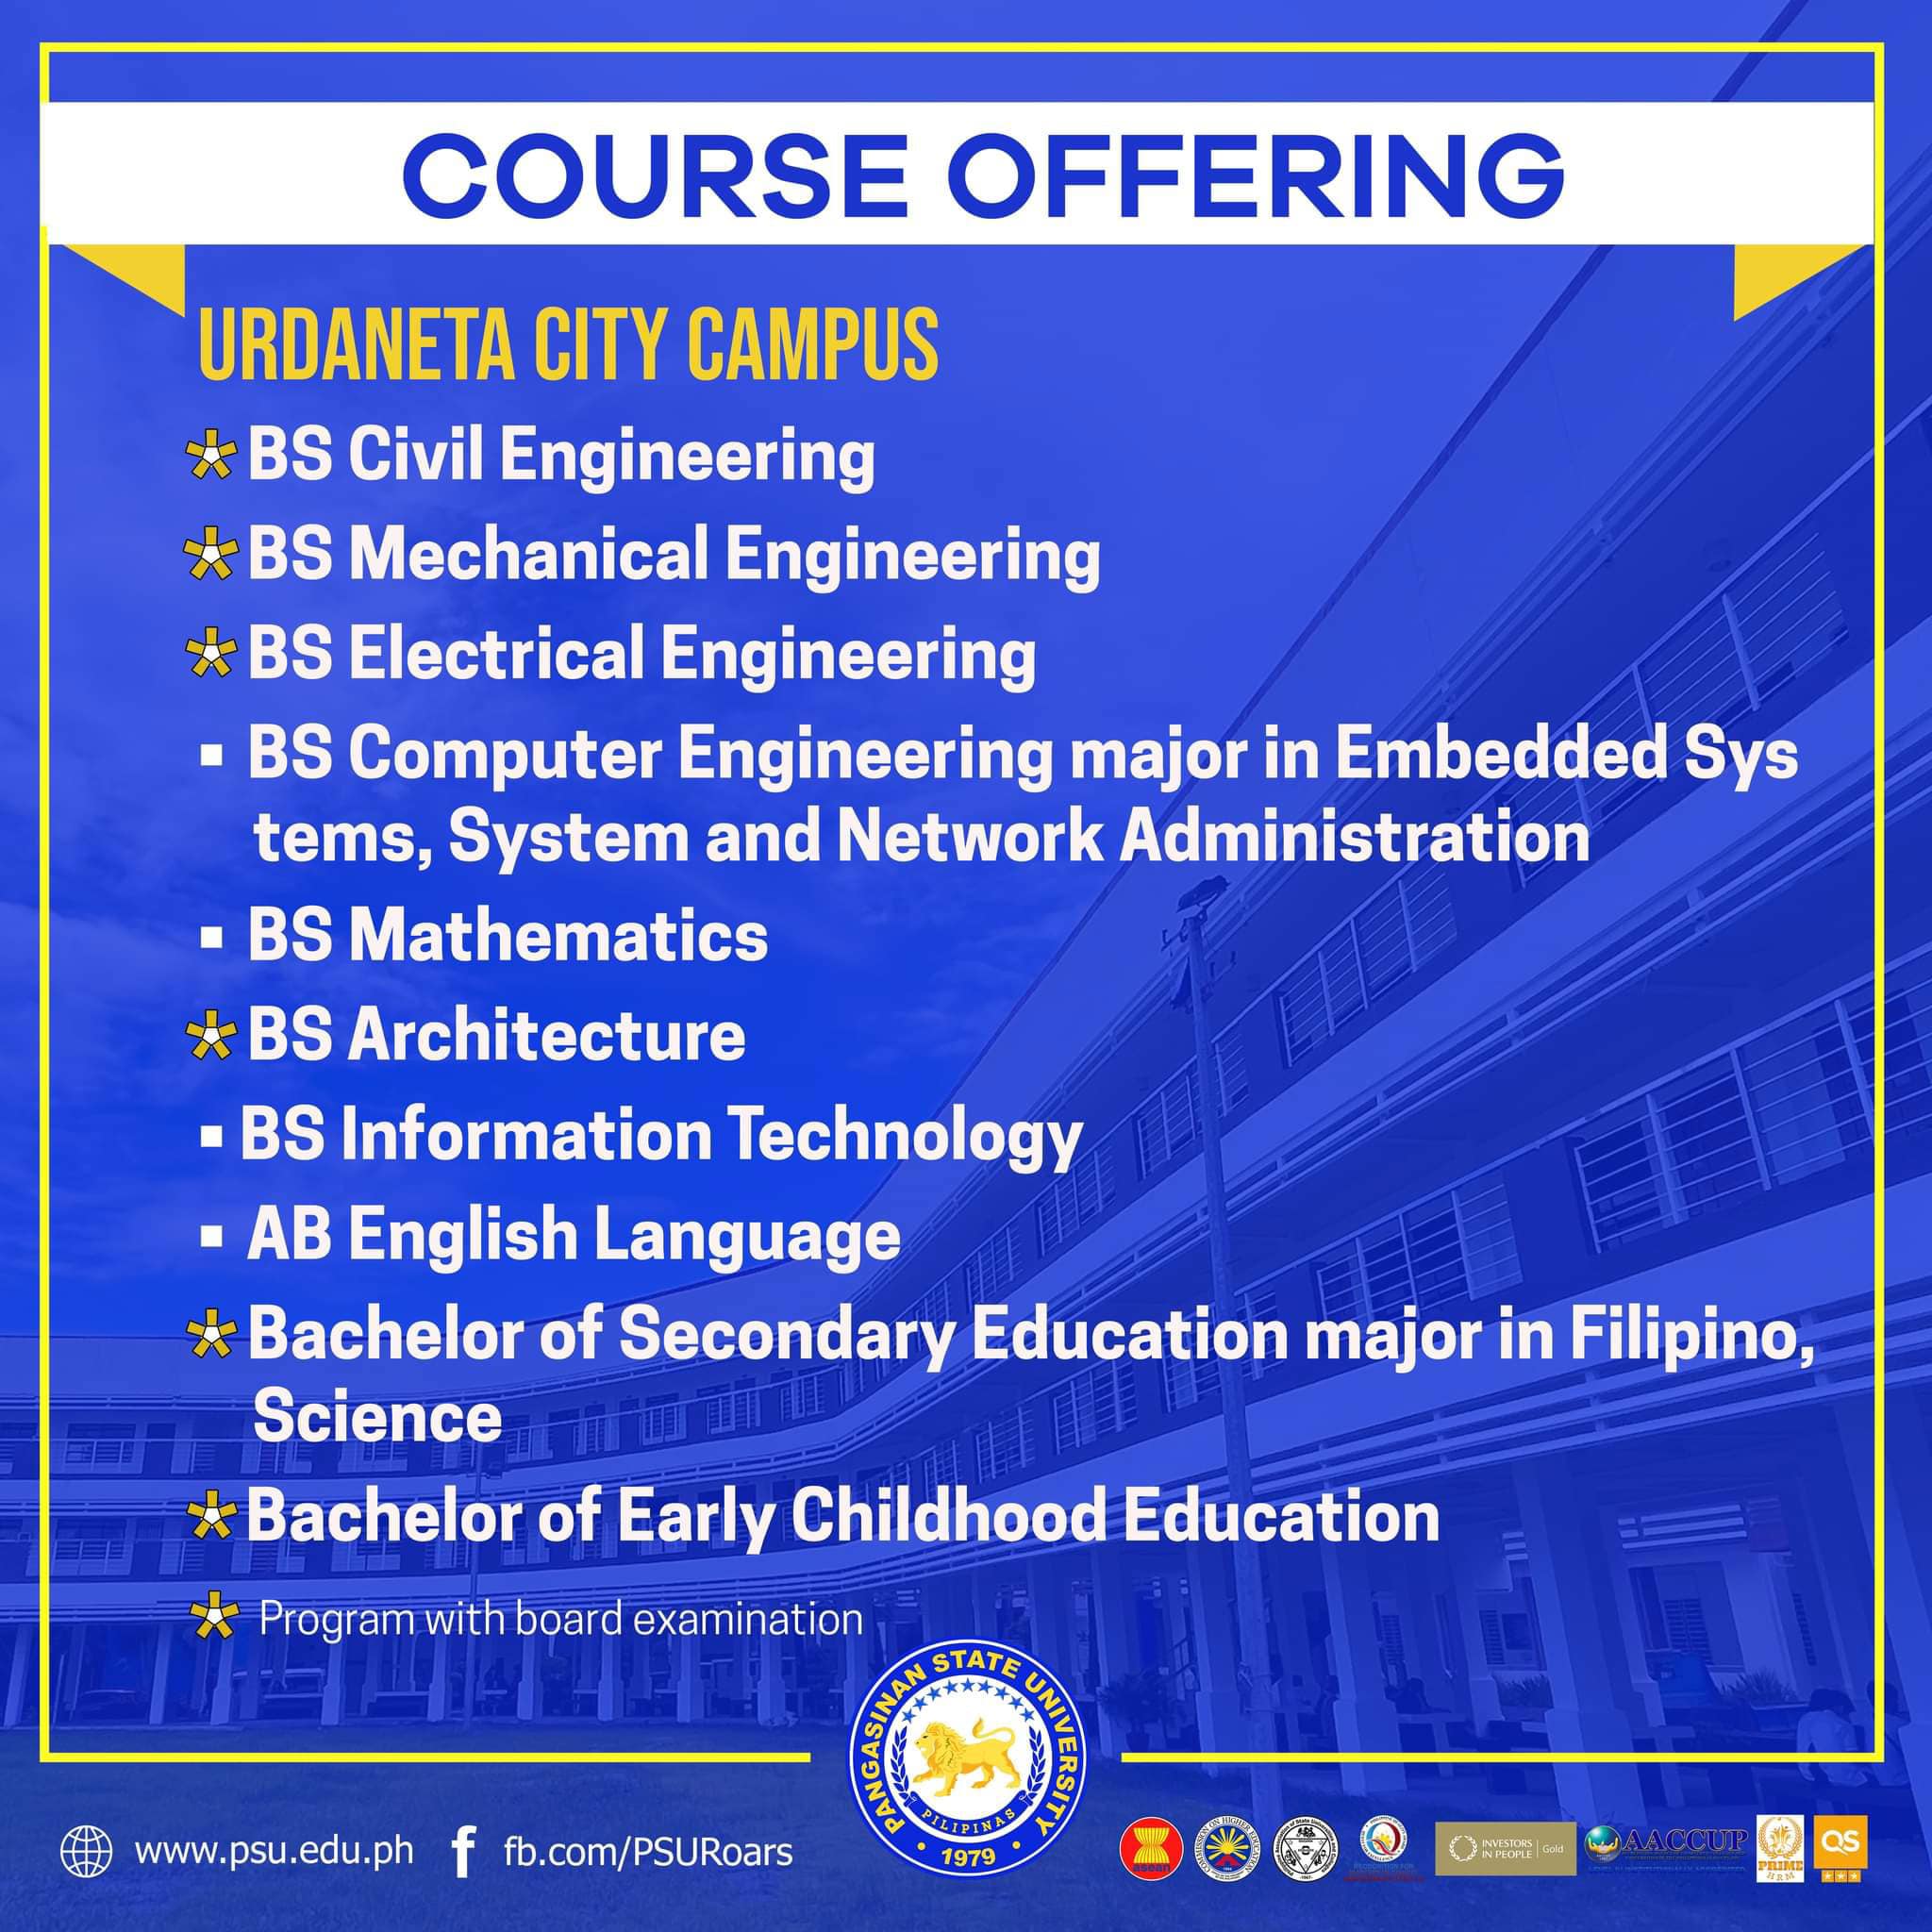 COURSE OFFERING
URDANETA CITY CAMPUS
BS Civil Engineering
BS Mechanical Engineering
BS Electrical Engineering
▪ BS Computer Engineering major in Embedded Sys
tems, System and Network Administration
▪ BS Mathematics
BS Architecture
▪ BS Information Technology
▪ AB English Language
Bachelor of Secondary Education major in Filipino,
Science
Bachelor of Early Childhood Education
Program with board examination
PANGASINAN STATE UNIVERSITY
PILIPINAS
• 1979 •
www.psu.edu.ph
fb.com/PSURoars
asean
COMMISSION ON HIGHER EDUCATION
INVESTORS
IN PEOPLE
Gold
AACCUP
PRIME
HRM
QS